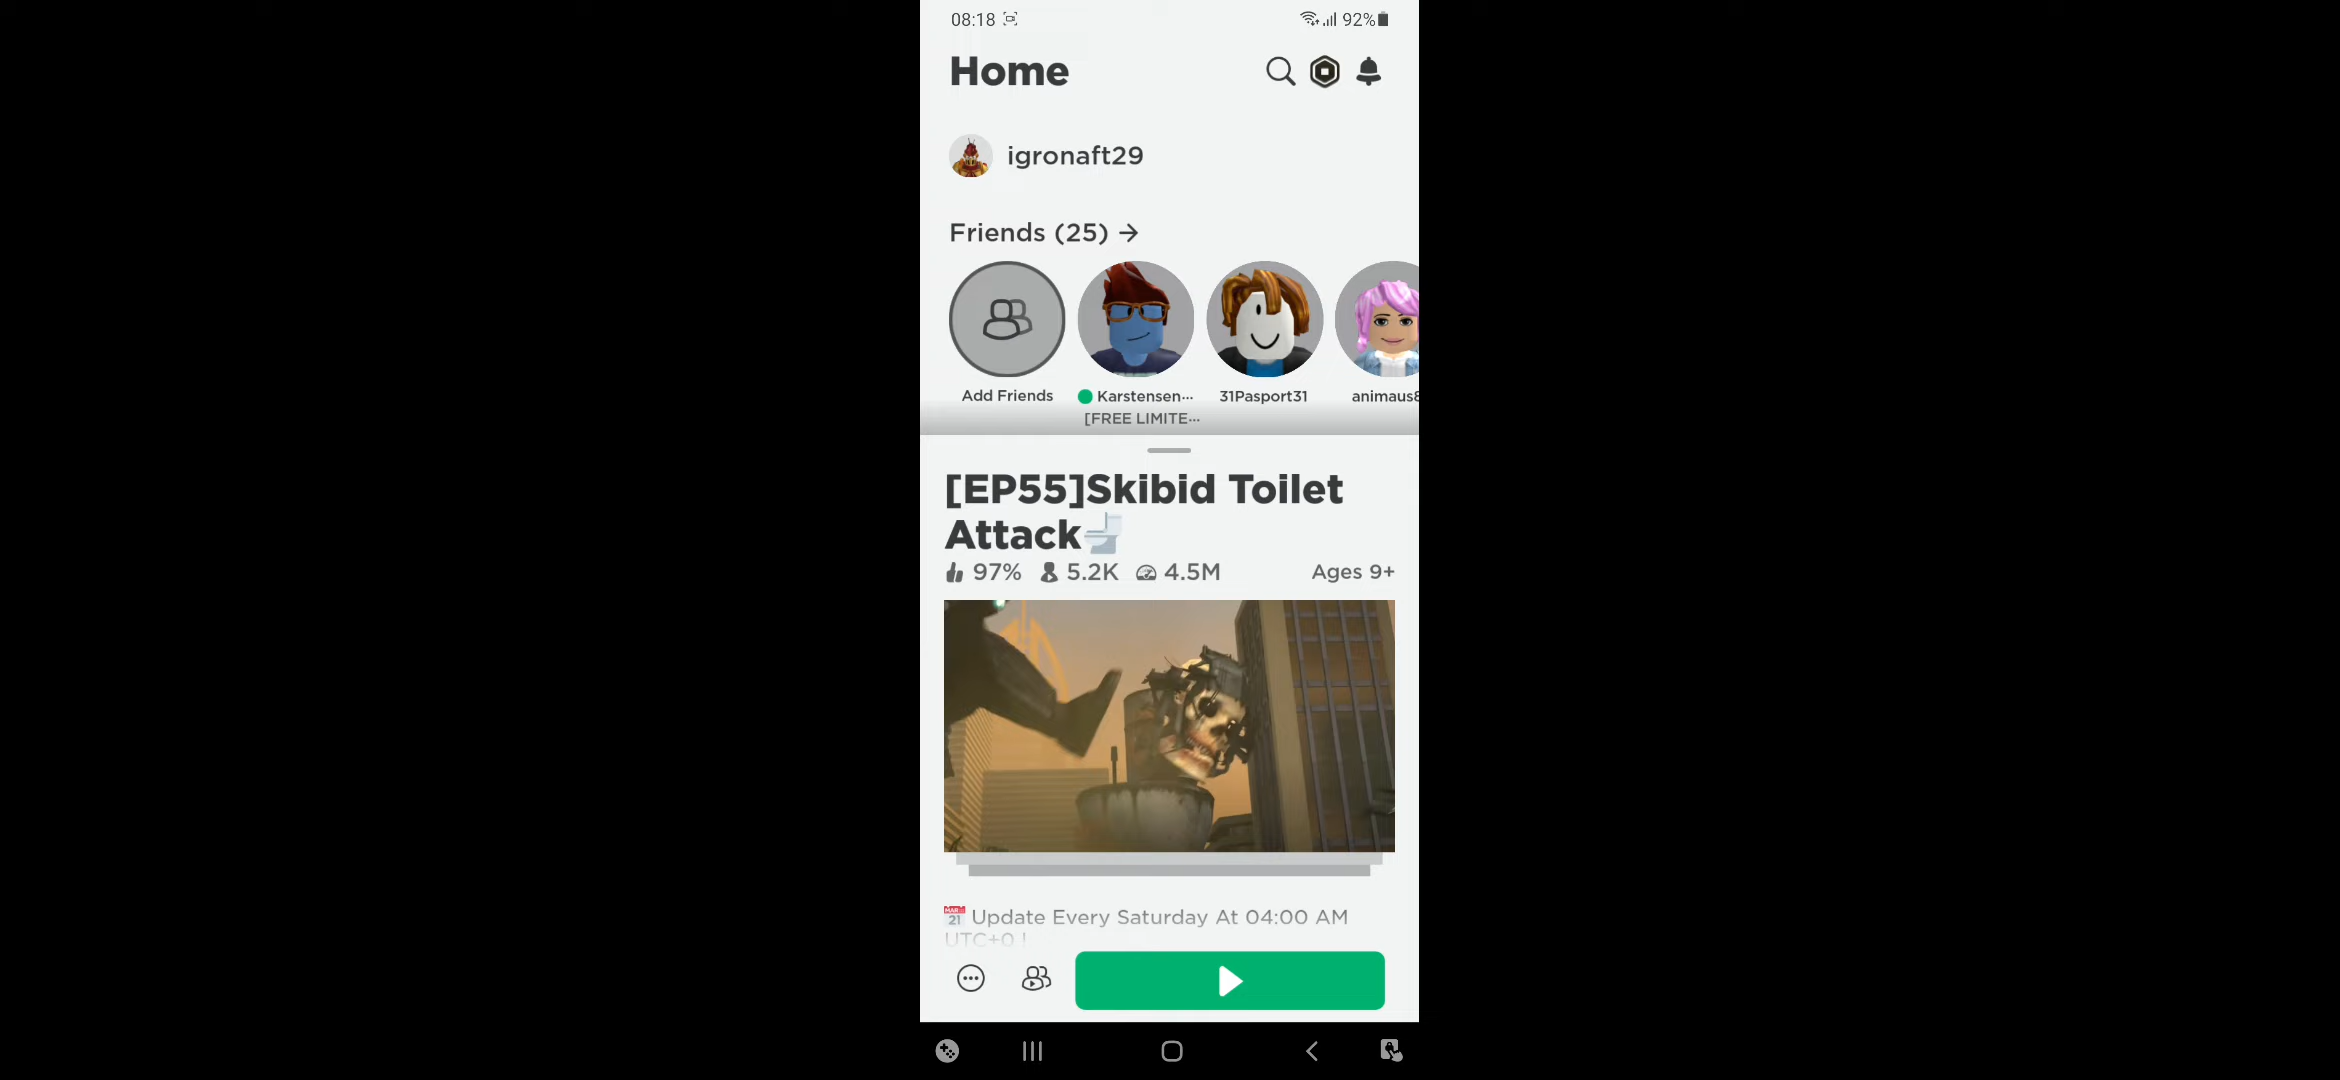 08:18 92%
Home
igronaft29
Friends (25) →
Add Friends Karstensen... 31Pasport31 animaus8
[FREE LIMITE...
[EP55]Skibid Toilet
Attack🚽
97% 5.2K 4.5M Ages 9+
Update Every Saturday At 04:00 AM
UTC+0 !